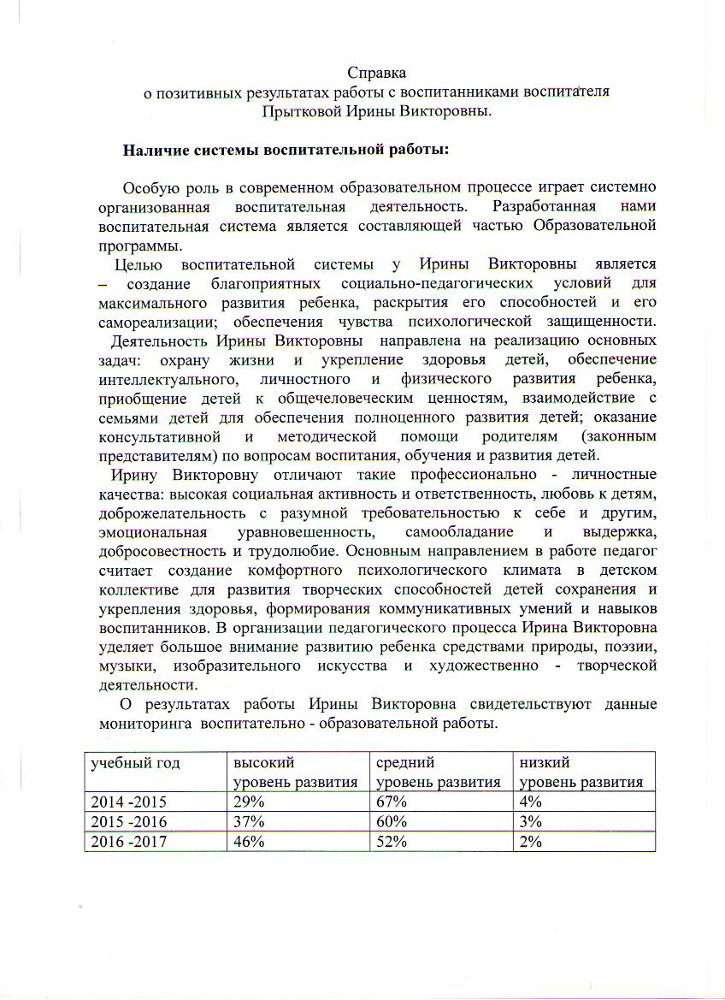 Справка
о позитивных результатах работы с воспитанниками воспитателя
Прытковой Ирины Викторовны.
Наличие системы воспитательной работы:
Особую роль в современном образовательном процессе играет системно
организованная воспитательная деятельность. Разработанная нами
воспитательная система является составляющей частью Образовательной
программы.
Целью воспитательной системы у Ирины Викторовны является
– создание благоприятных социально-педагогических условий для
максимального развития ребенка, раскрытия его способностей и его
самореализации; обеспечения чувства психологической защищенности.
Деятельность Ирины Викторовны направлена на реализацию основных
задач: охрану жизни и укрепление здоровья детей, обеспечение
интеллектуального, личностного и физического развития ребенка,
приобщение детей к общечеловеческим ценностям, взаимодействие с
семьями детей для обеспечения полноценного развития детей; оказание
консультативной и методической помощи родителям (законным
представителям) по вопросам воспитания, обучения и развития детей.
Ирину Викторовну отличают такие профессионально - личностные
качества: высокая социальная активность и ответственность, любовь к детям,
доброжелательность с разумной требовательностью к себе и другим,
эмоциональная уравновешенность, самообладание и выдержка,
добросовестность и трудолюбие. Основным направлением в работе педагог
считает создание комфортного психологического климата в детском
коллективе для развития творческих способностей детей сохранения и
укрепления здоровья, формирования коммуникативных умений и навыков
воспитанников. В организации педагогического процесса Ирина Викторовна
уделяет большое внимание развитию ребенка средствами природы, поэзии,
музыки, изобразительного искусства и художественно - творческой
деятельности.
О результатах работы Ирины Викторовна свидетельствуют данные
мониторинга воспитательно - образовательной работы.
учебный год высокий средний низкий
уровень развития уровень развития уровень развития
2014 -2015 29% 67% 4%
2015 -2016 37% 60% 3%
2016 -2017 46% 52% 2%